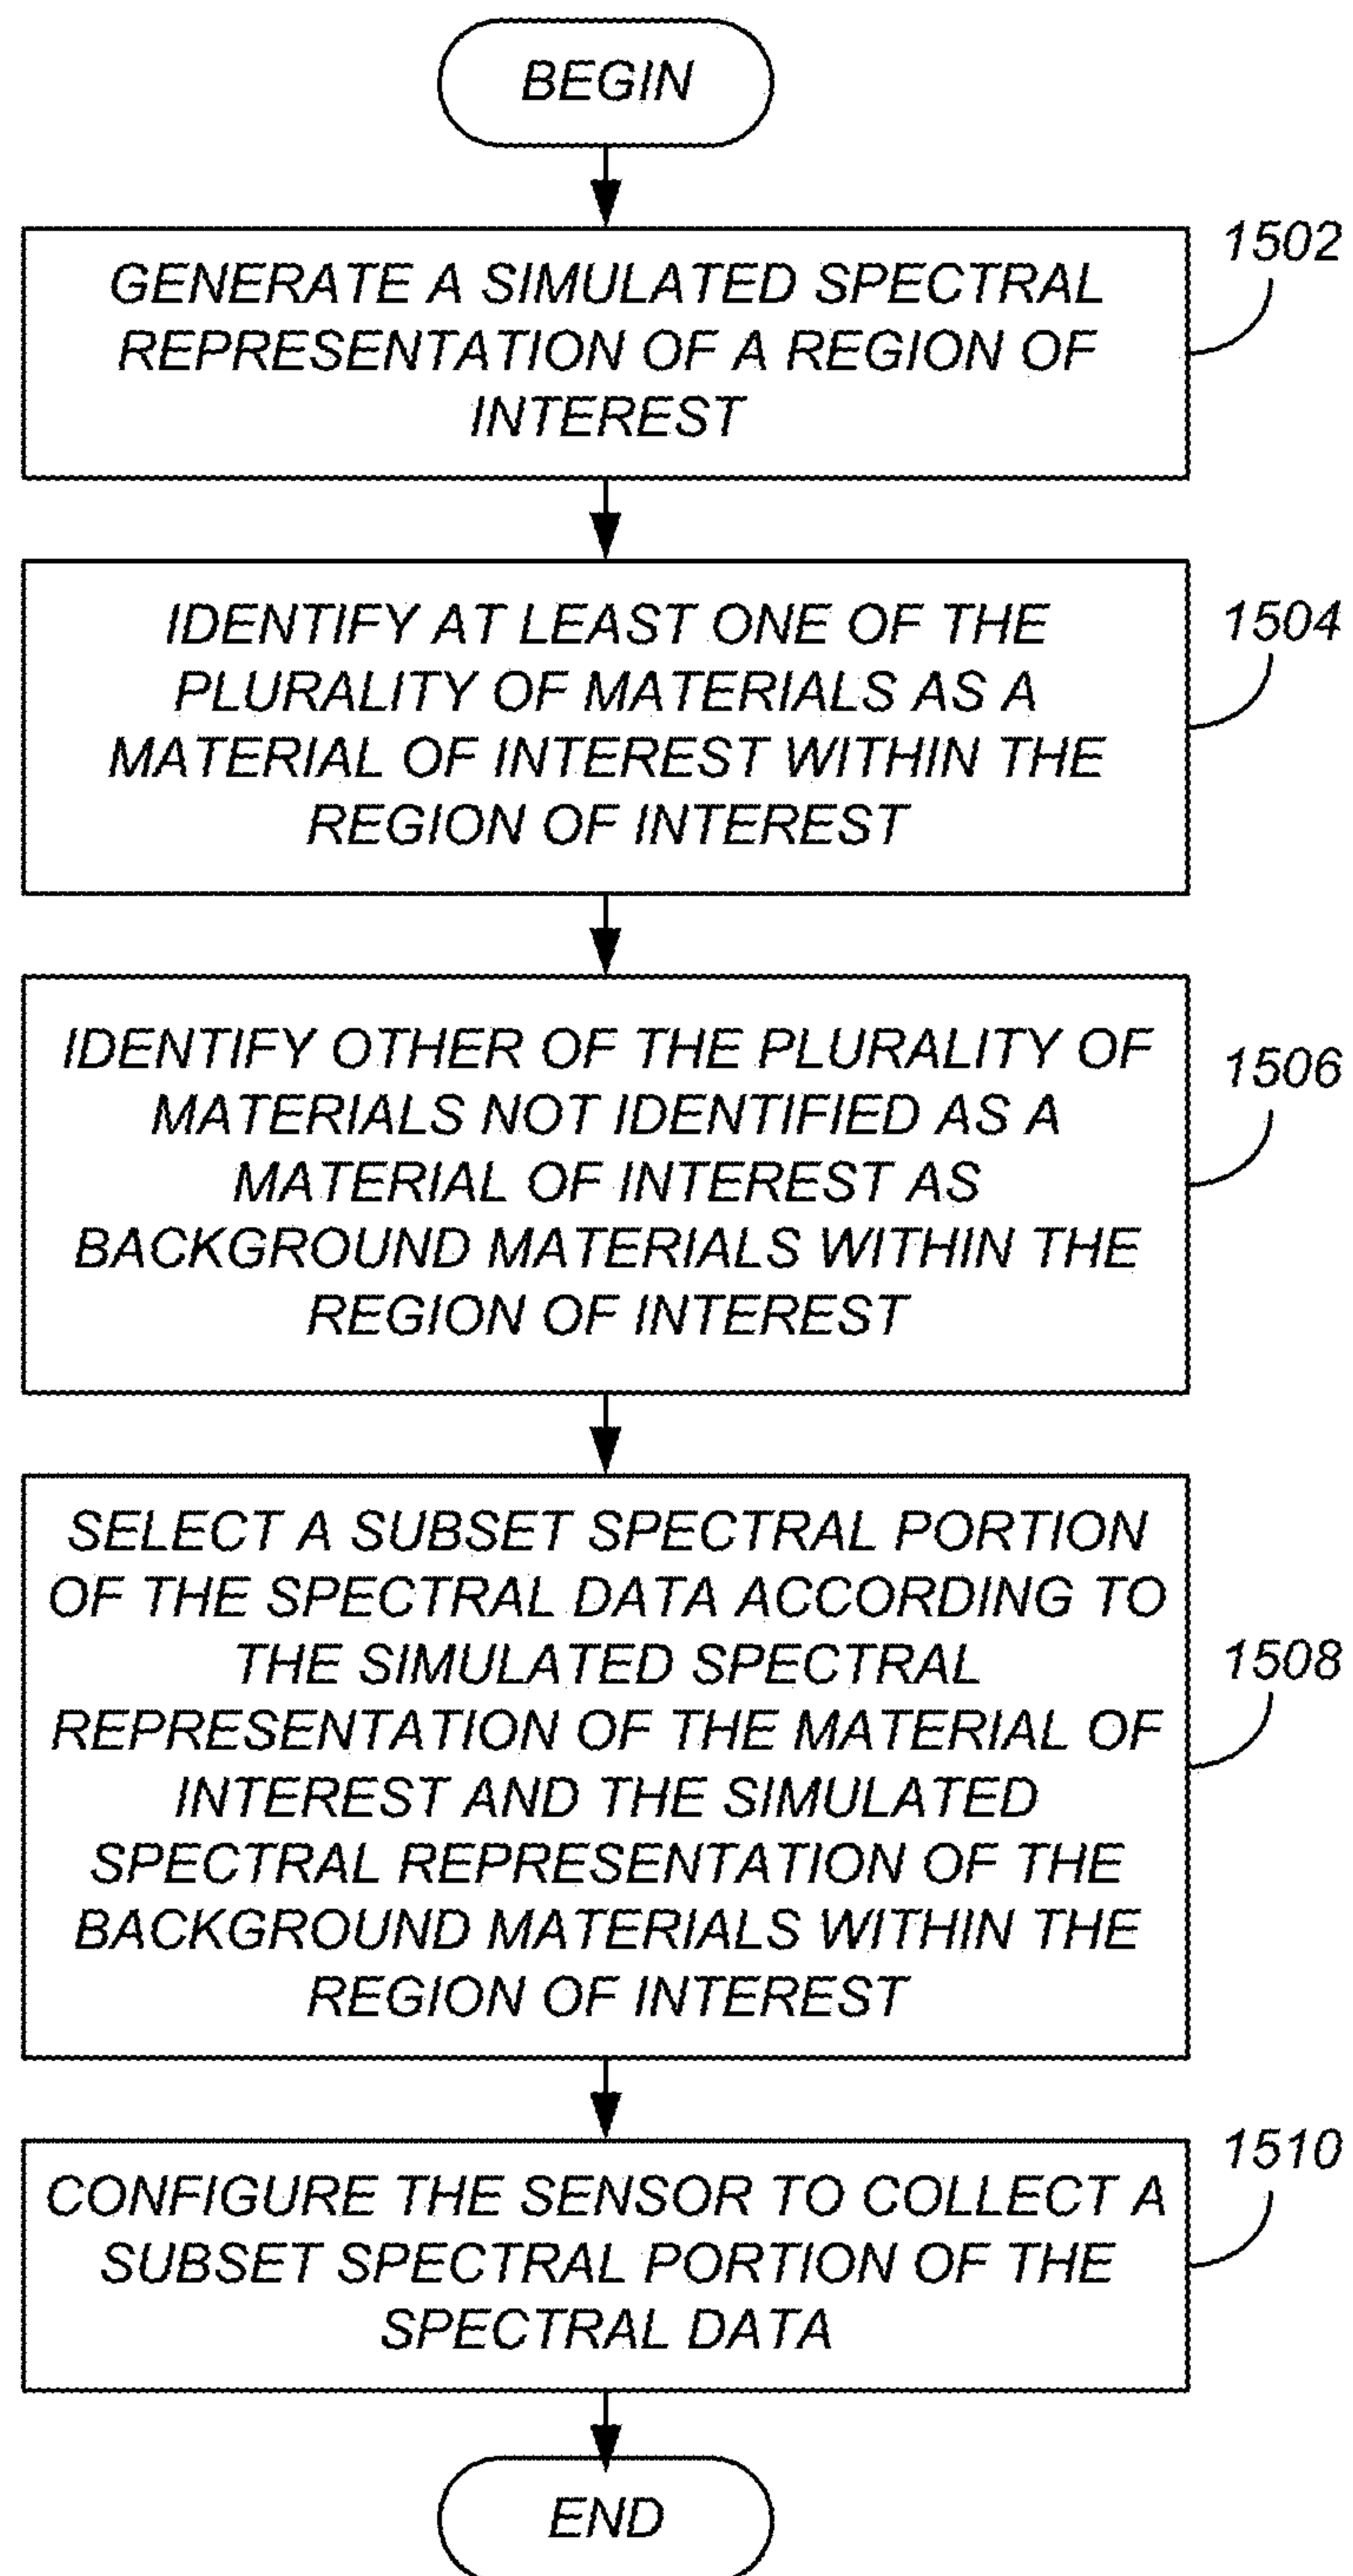 BEGIN
1502
GENERATE A SIMULATED SPECTRAL
REPRESENTATION OF A REGION OF
INTEREST
1504
IDENTIFY AT LEAST ONE OF THE
PLURALITY OF MATERIALS AS A
MATERIAL OF INTEREST WITHIN THE
REGION OF INTEREST
1506
IDENTIFY OTHER OF THE PLURALITY OF
MATERIALS NOT IDENTIFIED AS A
MATERIAL OF INTEREST AS
BACKGROUND MATERIALS WITHIN THE
REGION OF INTEREST
1508
SELECT A SUBSET SPECTRAL PORTION
OF THE SPECTRAL DATA ACCORDING TO
THE SIMULATED SPECTRAL
REPRESENTATION OF THE MATERIAL OF
INTEREST AND THE SIMULATED
SPECTRAL REPRESENTATION OF THE
BACKGROUND MATERIALS WITHIN THE
REGION OF INTEREST
1510
CONFIGURE THE SENSOR TO COLLECT A
SUBSET SPECTRAL PORTION OF THE
SPECTRAL DATA
END